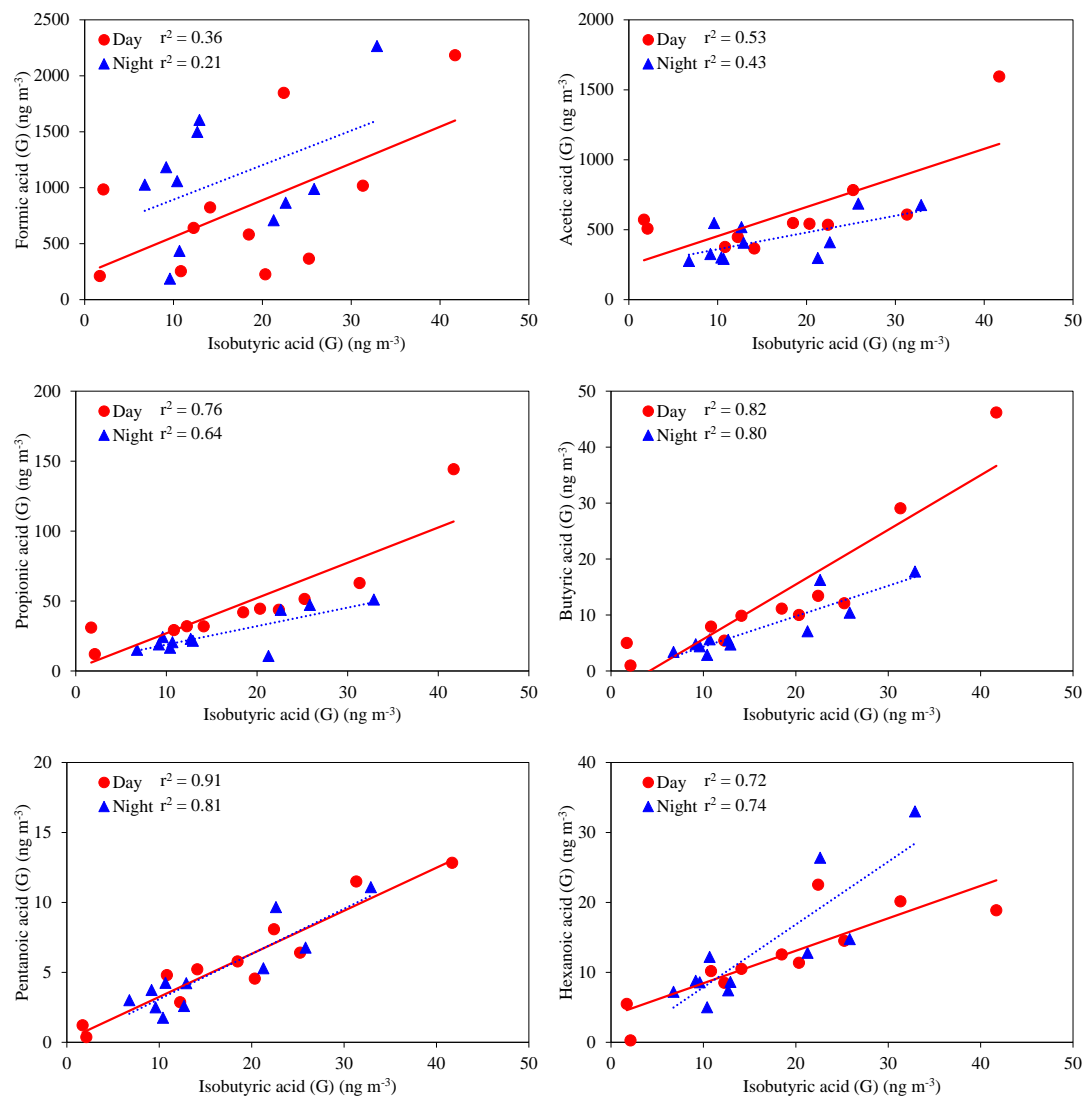 2500
2000
1500
1000
500
0
Formic acid (G) (ng m⁻³)
Day r² = 0.36
Night r² = 0.21
0 10 20 30 40 50
Isobutyric acid (G) (ng m⁻³)
2000
1500
1000
500
0
Acetic acid (G) (ng m⁻³)
Day r² = 0.53
Night r² = 0.43
0 10 20 30 40 50
Isobutyric acid (G) (ng m⁻³)
200
150
100
50
0
Propionic acid (G) (ng m⁻³)
Day r² = 0.76
Night r² = 0.64
0 10 20 30 40 50
Isobutyric acid (G) (ng m⁻³)
50
40
30
20
10
0
Butyric acid (G) (ng m⁻³)
Day r² = 0.82
Night r² = 0.80
0 10 20 30 40 50
Isobutyric acid (G) (ng m⁻³)
20
15
10
5
0
Pentanoic acid (G) (ng m⁻³)
Day r² = 0.91
Night r² = 0.81
0 10 20 30 40 50
Isobutyric acid (G) (ng m⁻³)
40
30
20
10
0
Hexanoic acid (G) (ng m⁻³)
Day r² = 0.72
Night r² = 0.74
0 10 20 30 40 50
Isobutyric acid (G) (ng m⁻³)